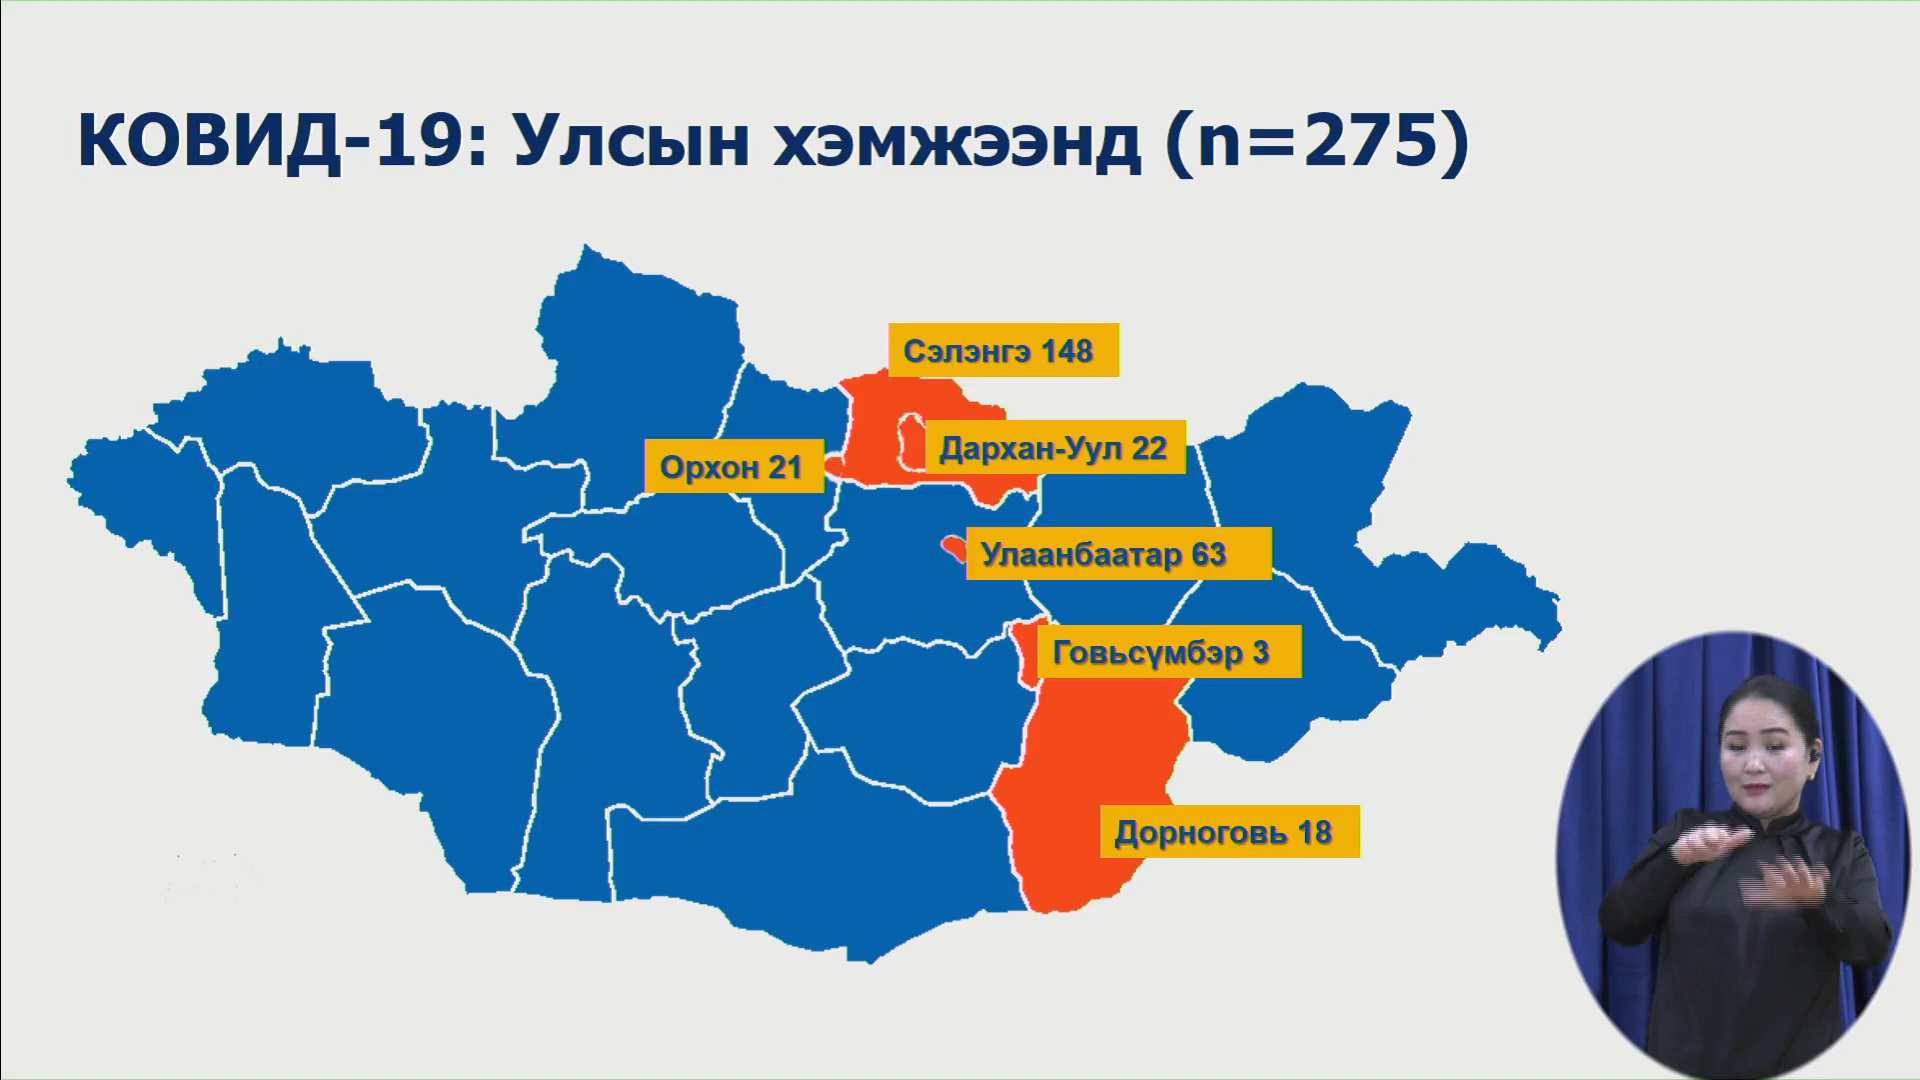 КОВИД-19: Улсын хэмжээнд (n=275)
Сэлэнгэ 148
Дархан-Уул 22
Орхон 21
Улаанбаатар 63
Говьсүмбэр 3
Дорноговь 18